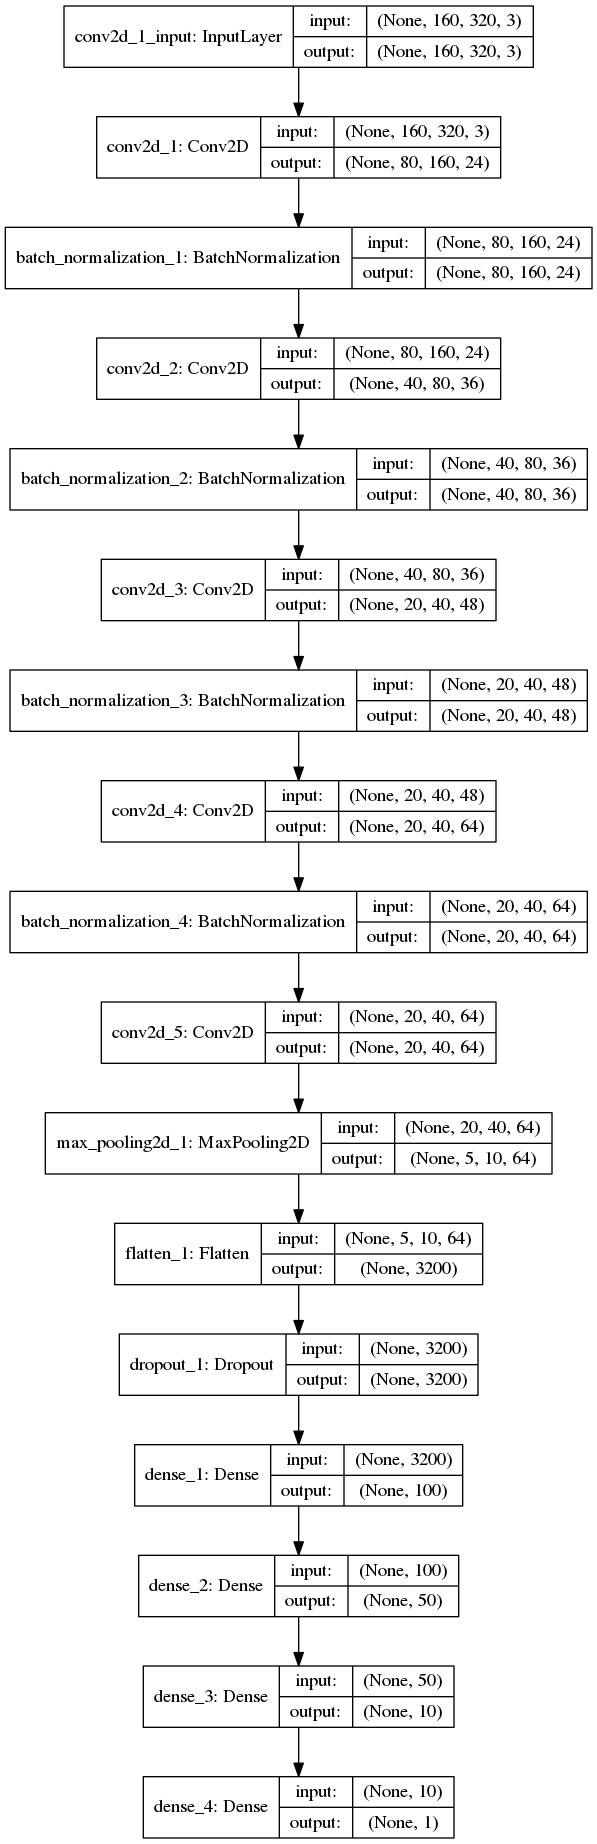 conv2d_1_input: InputLayer
input: (None, 160, 320, 3)
output: (None, 160, 320, 3)
conv2d_1: Conv2D
input: (None, 160, 320, 3)
output: (None, 80, 160, 24)
batch_normalization_1: BatchNormalization
input: (None, 80, 160, 24)
output: (None, 80, 160, 24)
conv2d_2: Conv2D
input: (None, 80, 160, 24)
output: (None, 40, 80, 36)
batch_normalization_2: BatchNormalization
input: (None, 40, 80, 36)
output: (None, 40, 80, 36)
conv2d_3: Conv2D
input: (None, 40, 80, 36)
output: (None, 20, 40, 48)
batch_normalization_3: BatchNormalization
input: (None, 20, 40, 48)
output: (None, 20, 40, 48)
conv2d_4: Conv2D
input: (None, 20, 40, 48)
output: (None, 20, 40, 64)
batch_normalization_4: BatchNormalization
input: (None, 20, 40, 64)
output: (None, 20, 40, 64)
conv2d_5: Conv2D
input: (None, 20, 40, 64)
output: (None, 20, 40, 64)
max_pooling2d_1: MaxPooling2D
input: (None, 20, 40, 64)
output: (None, 5, 10, 64)
flatten_1: Flatten
input: (None, 5, 10, 64)
output: (None, 3200)
dropout_1: Dropout
input: (None, 3200)
output: (None, 3200)
dense_1: Dense
input: (None, 3200)
output: (None, 100)
dense_2: Dense
input: (None, 100)
output: (None, 50)
dense_3: Dense
input: (None, 50)
output: (None, 10)
dense_4: Dense
input: (None, 10)
output: (None, 1)